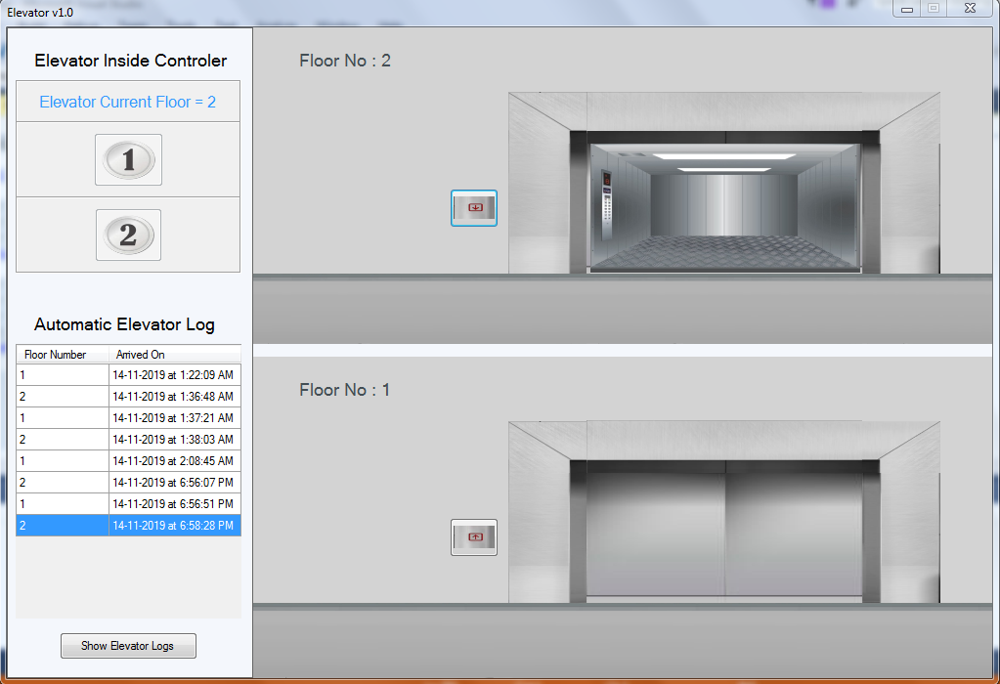 Elevator v1.0
Elevator Inside Controler
Elevator Current Floor = 2
1
2
Automatic Elevator Log
Floor Number Arrived On
1 14-11-2019 at 1:22:09 AM
2 14-11-2019 at 1:36:48 AM
1 14-11-2019 at 1:37:21 AM
2 14-11-2019 at 1:38:03 AM
1 14-11-2019 at 2:08:45 AM
2 14-11-2019 at 6:56:07 PM
1 14-11-2019 at 6:56:51 PM
2 14-11-2019 at 6:58:28 PM
Show Elevator Logs
Floor No : 2
Floor No : 1